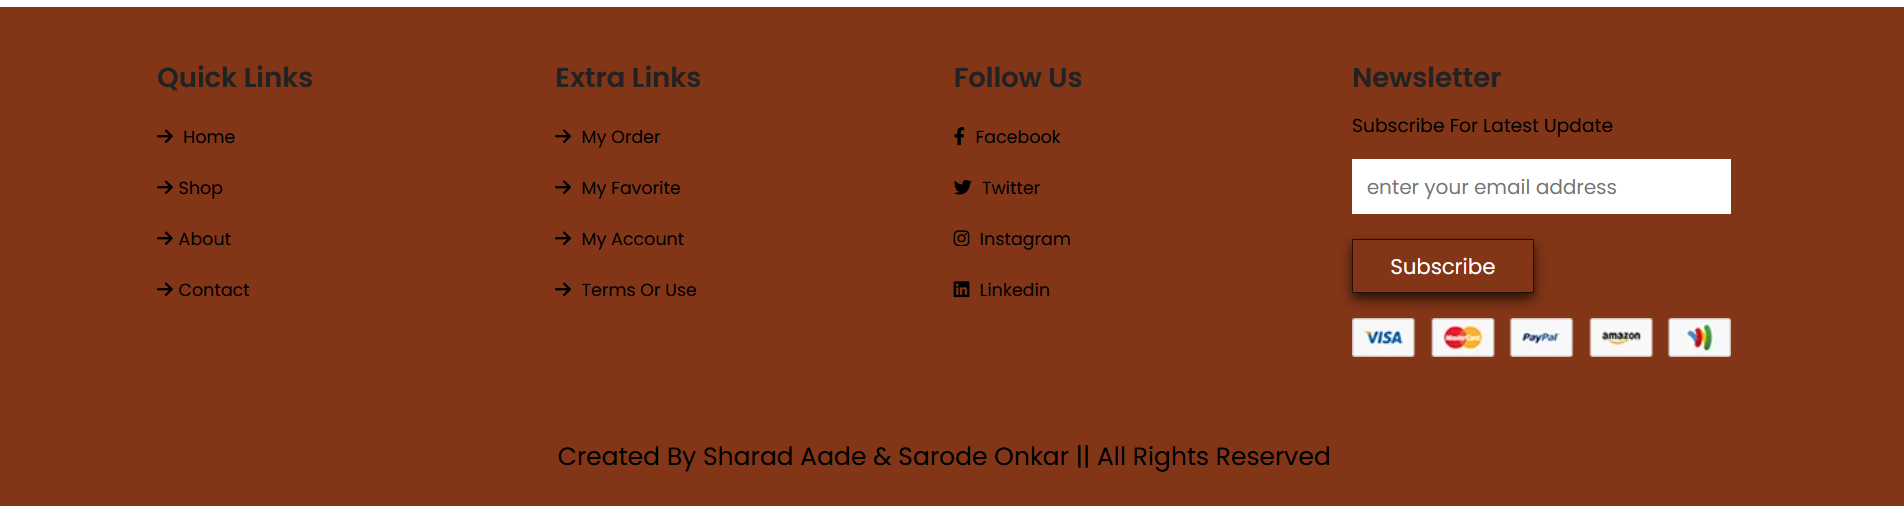 Quick Links
Home
Shop
About
Contact
Extra Links
My Order
My Favorite
My Account
Terms Or Use
Follow Us
Facebook
Twitter
Instagram
Linkedin
Newsletter
Subscribe For Latest Update
enter your email address
Subscribe
VISA MasterCard PayPal amazon
Created By Sharad Aade & Sarode Onkar || All Rights Reserved